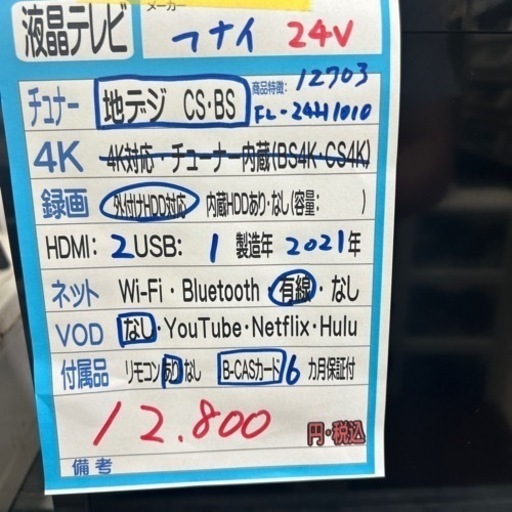 液晶テレビ メーカー フナイ 24V
チュナー 地デジ CS・BS 商品特徴: 12703
FL-24H1010
4K 4K対応・チューナー内蔵(BS4K・CS4K)
録画 外付けHDD対応 内蔵HDDあり・なし(容量: )
HDMI: 2 USB: 1 製造年 2021年
ネット Wi-Fi・Bluetooth・有線・なし
VOD なし・YouTube・Netflix・Hulu
付属品 リモコンあり・なし B-CASカード 6カ月保証付
12.800 円・税込
備考